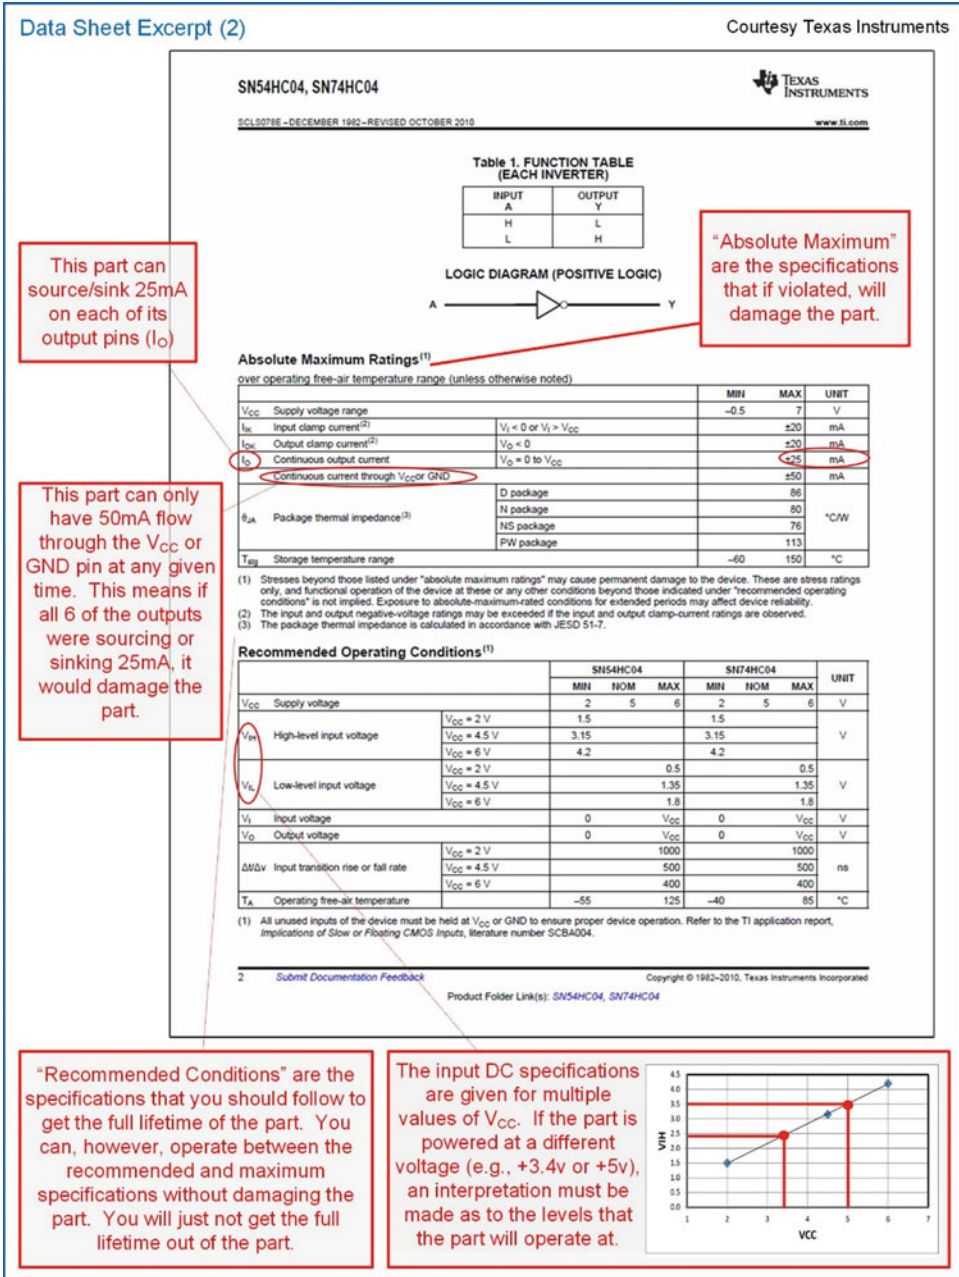 Data Sheet Excerpt (2)
Courtesy Texas Instruments
SN54HC04, SN74HC04
TEXAS
INSTRUMENTS
SCLS078E –DECEMBER 1982–REVISED OCTOBER 2010
www.ti.com
Table 1. FUNCTION TABLE
(EACH INVERTER)
INPUT OUTPUT
A Y
H L
L H
LOGIC DIAGRAM (POSITIVE LOGIC)
A Y
This part can
source/sink 25mA
on each of its
output pins (IO)
"Absolute Maximum"
are the specifications
that if violated, will
damage the part.
Absolute Maximum Ratings(1)
over operating free-air temperature range (unless otherwise noted)
MIN MAX UNIT
VCC Supply voltage range –0.5 7 V
IIK Input clamp current(2) VI < 0 or VI > VCC ±20 mA
IOK Output clamp current(2) VO < 0 ±20 mA
IO Continuous output current VO = 0 to VCC ±25 mA
Continuous current through VCC or GND ±50 mA
D package 86
N package 80
θJA Package thermal impedance(3) °C/W
NS package 76
PW package 113
Tstg Storage temperature range –60 150 °C
(1) Stresses beyond those listed under "absolute maximum ratings" may cause permanent damage to the device. These are stress ratings
only, and functional operation of the device at these or any other conditions beyond those indicated under "recommended operating
conditions" is not implied. Exposure to absolute-maximum-rated conditions for extended periods may affect device reliability.
(2) The input and output negative-voltage ratings may be exceeded if the input and output clamp-current ratings are observed.
(3) The package thermal impedance is calculated in accordance with JESD 51-7.
This part can only
have 50mA flow
through the VCC or
GND pin at any given
time. This means if
all 6 of the outputs
were sourcing or
sinking 25mA, it
would damage the
part.
Recommended Operating Conditions(1)
SN54HC04 SN74HC04 UNIT
MIN NOM MAX MIN NOM MAX
VCC Supply voltage 2 5 6 2 5 6 V
VCC = 2 V 1.5 1.5
VIH High-level input voltage VCC = 4.5 V 3.15 3.15 V
VCC = 6 V 4.2 4.2
VCC = 2 V 0.5 0.5
VIL Low-level input voltage VCC = 4.5 V 1.35 1.35 V
VCC = 6 V 1.8 1.8
VI Input voltage 0 VCC 0 VCC V
VO Output voltage 0 VCC 0 VCC V
VCC = 2 V 1000 1000
Δt/Δv Input transition rise or fall rate VCC = 4.5 V 500 500 ns
VCC = 6 V 400 400
TA Operating free-air temperature –55 125 –40 85 °C
(1) All unused inputs of the device must be held at VCC or GND to ensure proper device operation. Refer to the TI application report,
Implications of Slow or Floating CMOS Inputs, literature number SCBA004.
2 Submit Documentation Feedback Copyright © 1982–2010, Texas Instruments Incorporated
Product Folder Link(s): SN54HC04, SN74HC04
"Recommended Conditions" are the
specifications that you should follow to
get the full lifetime of the part. You
can, however, operate between the
recommended and maximum
specifications without damaging the
part. You will just not get the full
lifetime out of the part.
The input DC specifications
are given for multiple
values of VCC. If the part is
powered at a different
voltage (e.g., +3.4v or +5v),
an interpretation must be
made as to the levels that
the part will operate at.
4.5
4.0
3.5
3.0
2.5
2.0
1.5
1.0
0.5
0.0
VIH
1 2 3 4 5 6 7
VCC